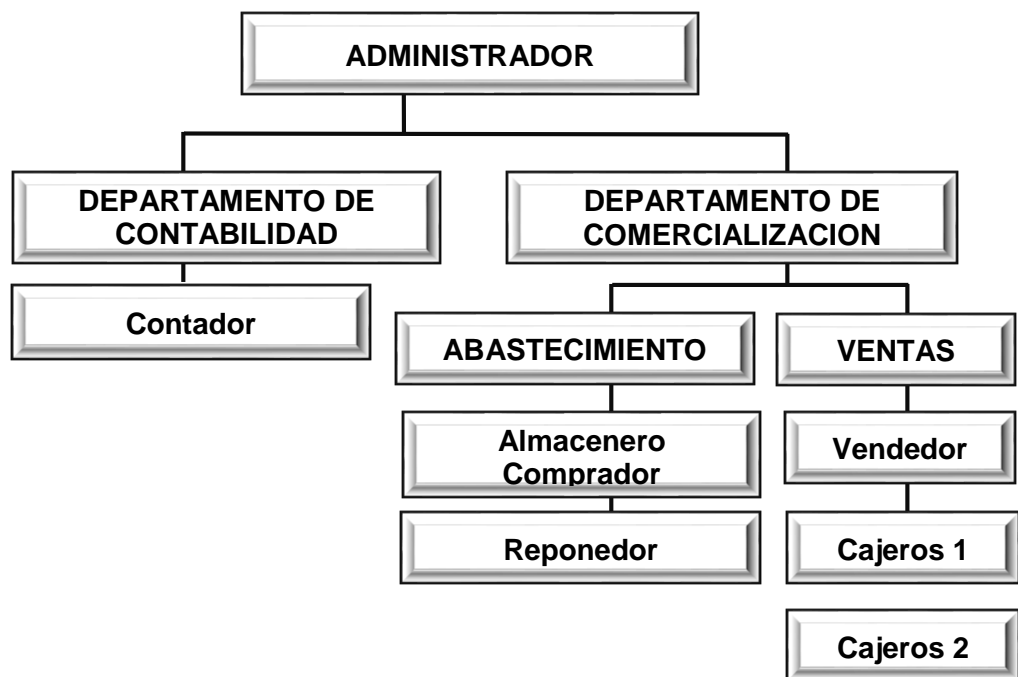 ADMINISTRADOR
DEPARTAMENTO DE
CONTABILIDAD
DEPARTAMENTO DE
COMERCIALIZACION
Contador
ABASTECIMIENTO
VENTAS
Almacenero
Comprador
Vendedor
Reponedor
Cajeros 1
Cajeros 2